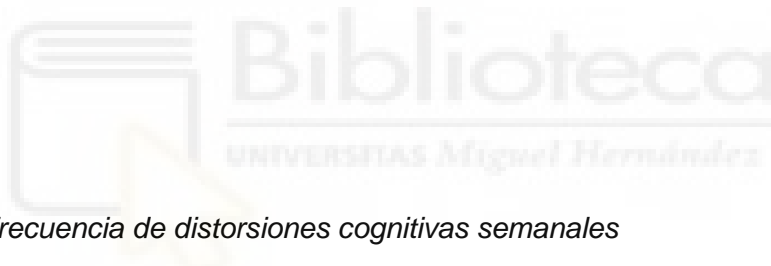 Biblioteca
UNIVERSITAS Miguel Hernández
recuencia de distorsiones cognitivas semanales